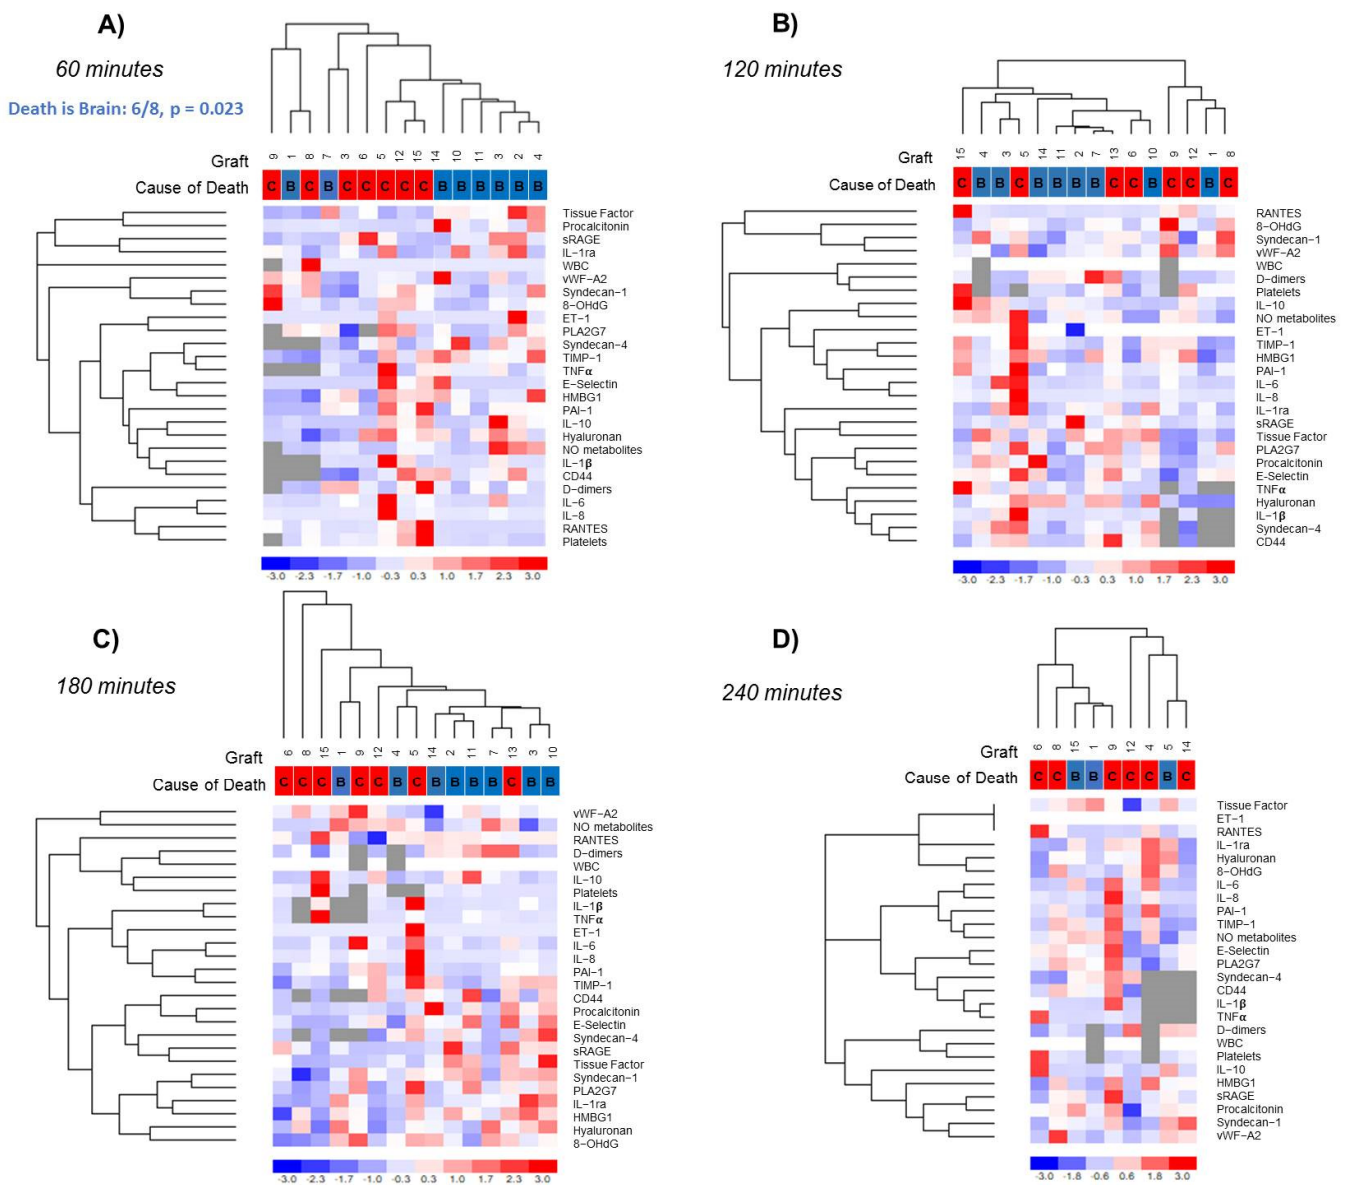 A)
60 minutes
Death is Brain: 6/8, p = 0.023
Graft
9 1 8 7 3 6 5 12 15 14 10 11 3 2 4
Cause of Death
C B C B C C C C C B B B B B B
Tissue Factor
Procalcitonin
sRAGE
IL-1ra
WBC
vWF-A2
Syndecan-1
8-OHdG
ET-1
PLA2G7
Syndecan-4
TIMP-1
TNFα
E-Selectin
HMBG1
PAI-1
IL-10
Hyaluronan
NO metabolites
IL-1β
CD44
D-dimers
IL-6
IL-8
RANTES
Platelets
-3.0 -2.3 -1.7 -1.0 -0.3 0.3 1.0 1.7 2.3 3.0
B)
120 minutes
Graft
15 4 3 5 14 11 2 7 13 6 10 9 12 1 8
Cause of Death
C B B C B B B B C C B C C B C
RANTES
8-OHdG
Syndecan-1
vWF-A2
WBC
D-dimers
Platelets
IL-10
NO metabolites
ET-1
TIMP-1
HMBG1
PAI-1
IL-6
IL-8
IL-1ra
sRAGE
Tissue Factor
PLA2G7
Procalcitonin
E-Selectin
TNFα
Hyaluronan
IL-1β
Syndecan-4
CD44
-3.0 -2.3 -1.7 -1.0 -0.3 0.3 1.0 1.7 2.3 3.0
C)
180 minutes
Graft
6 8 15 1 9 12 4 5 14 2 11 7 13 3 10
Cause of Death
C C C B C C B C B B B B C B B
vWF-A2
NO metabolites
RANTES
D-dimers
WBC
IL-10
Platelets
IL-1β
TNFα
ET-1
IL-6
IL-8
PAI-1
TIMP-1
CD44
Procalcitonin
E-Selectin
Syndecan-4
sRAGE
Tissue Factor
Syndecan-1
PLA2G7
IL-1ra
HMBG1
Hyaluronan
8-OHdG
-3.0 -2.3 -1.7 -1.0 -0.3 0.3 1.0 1.7 2.3 3.0
D)
240 minutes
Graft
6 8 15 1 9 12 4 5 14
Cause of Death
C C B B C C C B C
Tissue Factor
ET-1
RANTES
IL-1ra
Hyaluronan
8-OHdG
IL-6
IL-8
PAI-1
TIMP-1
NO metabolites
E-Selectin
PLA2G7
Syndecan-4
CD44
IL-1β
TNFα
D-dimers
WBC
Platelets
IL-10
HMBG1
sRAGE
Procalcitonin
Syndecan-1
vWF-A2
-3.0 -1.8 -0.6 0.6 1.8 3.0